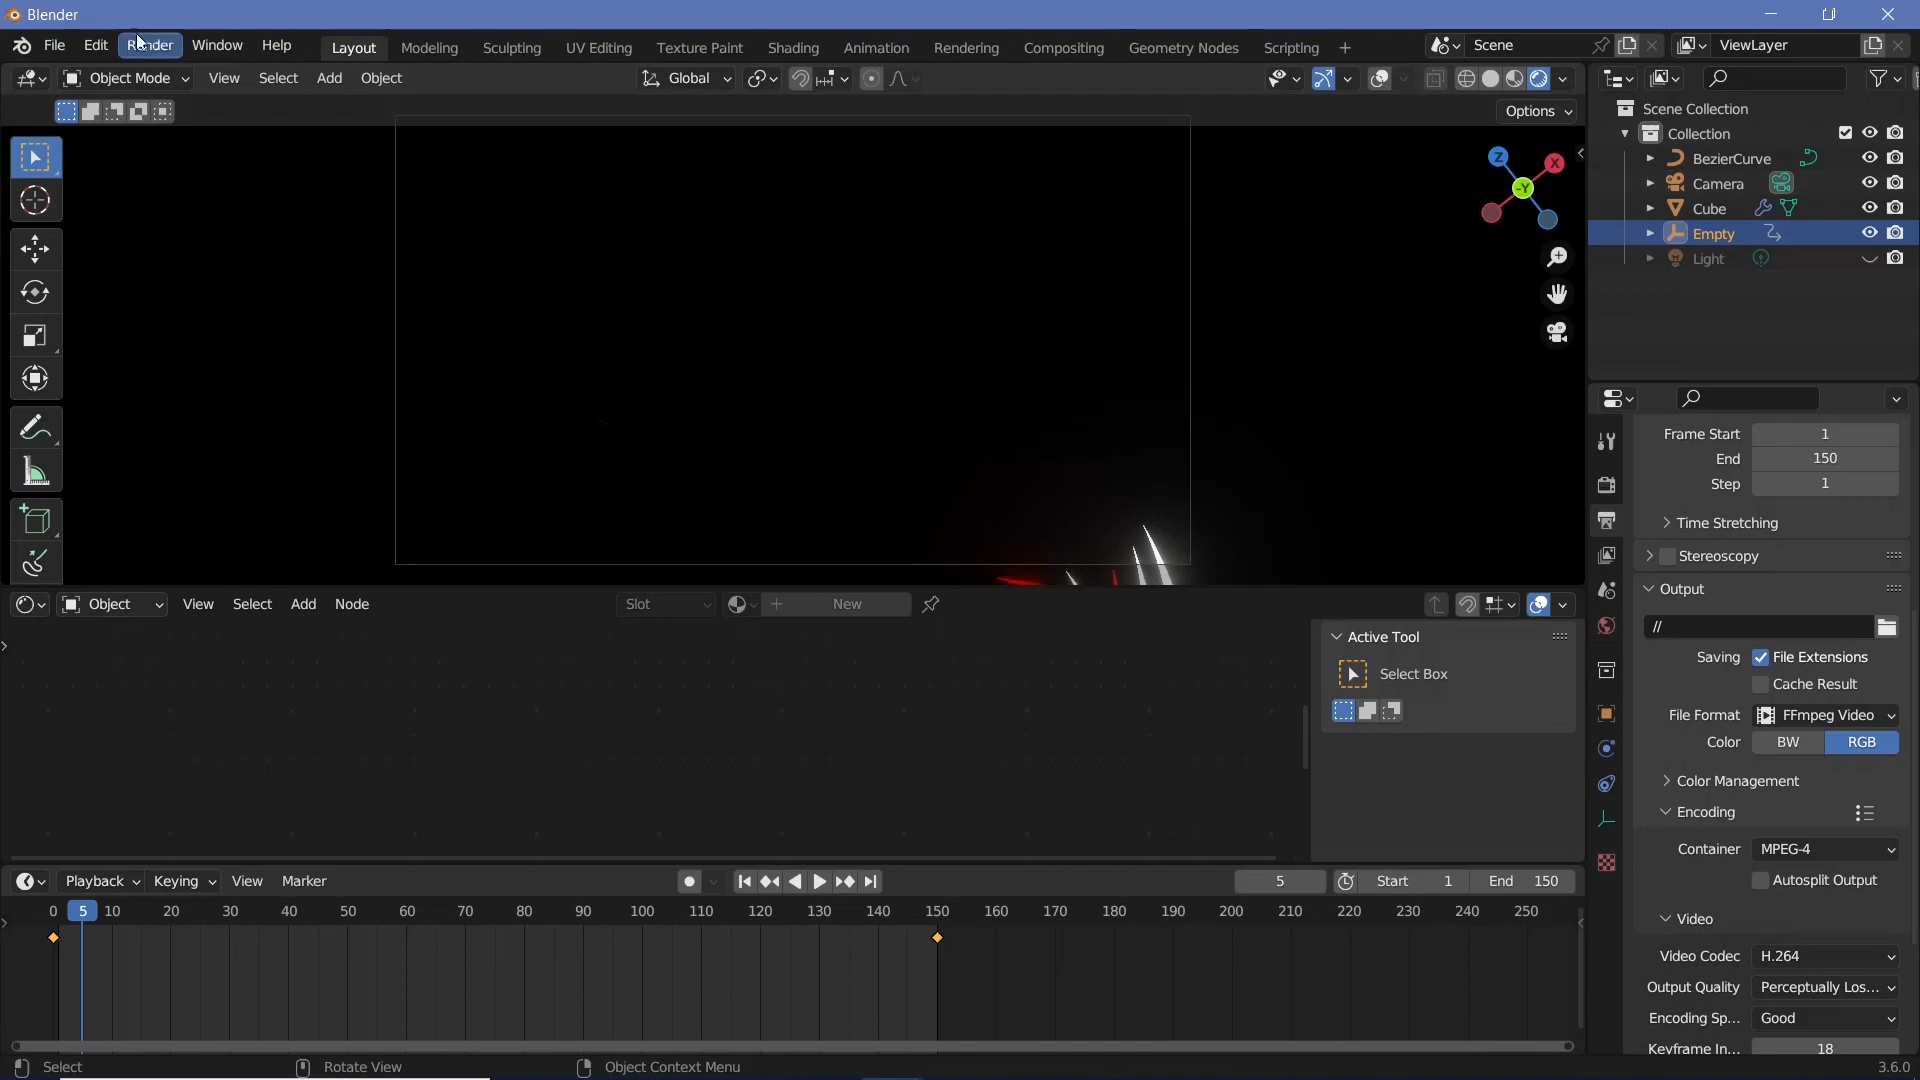 Blender
File Edit Render Window Help Layout Modeling Sculpting UV Editing Texture Paint Shading Animation Rendering Compositing Geometry Nodes Scripting + Scene ViewLayer
Object Mode View Select Add Object Global
Options
Z X -Y
Scene Collection
Collection
BezierCurve
Camera
Cube
Empty
Light
Frame Start 1
End 150
Step 1
Time Stretching
Stereoscopy
Output
//
Saving File Extensions
Cache Result
File Format FFmpeg Video
Color BW RGB
Color Management
Encoding
Container MPEG-4
Autosplit Output
Video
Video Codec H.264
Output Quality Perceptually Los...
Encoding Sp... Good
Keyframe In... 18
Object View Select Add Node Slot + New
Active Tool
Select Box
Playback Keying View Marker 5 Start 1 End 150
0 5 10 20 30 40 50 60 70 80 90 100 110 120 130 140 150 160 170 180 190 200 210 220 230 240 250
Select Rotate View Object Context Menu 3.6.0